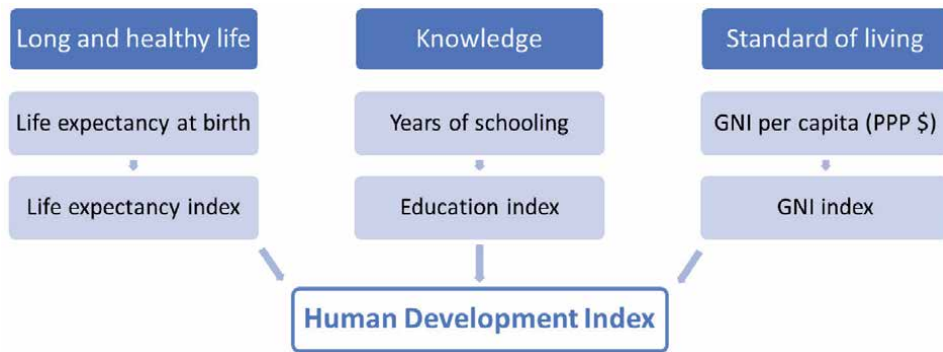 Long and healthy life
Knowledge
Standard of living
Life expectancy at birth
Years of schooling
GNI per capita (PPP $)
Life expectancy index
Education index
GNI index
Human Development Index